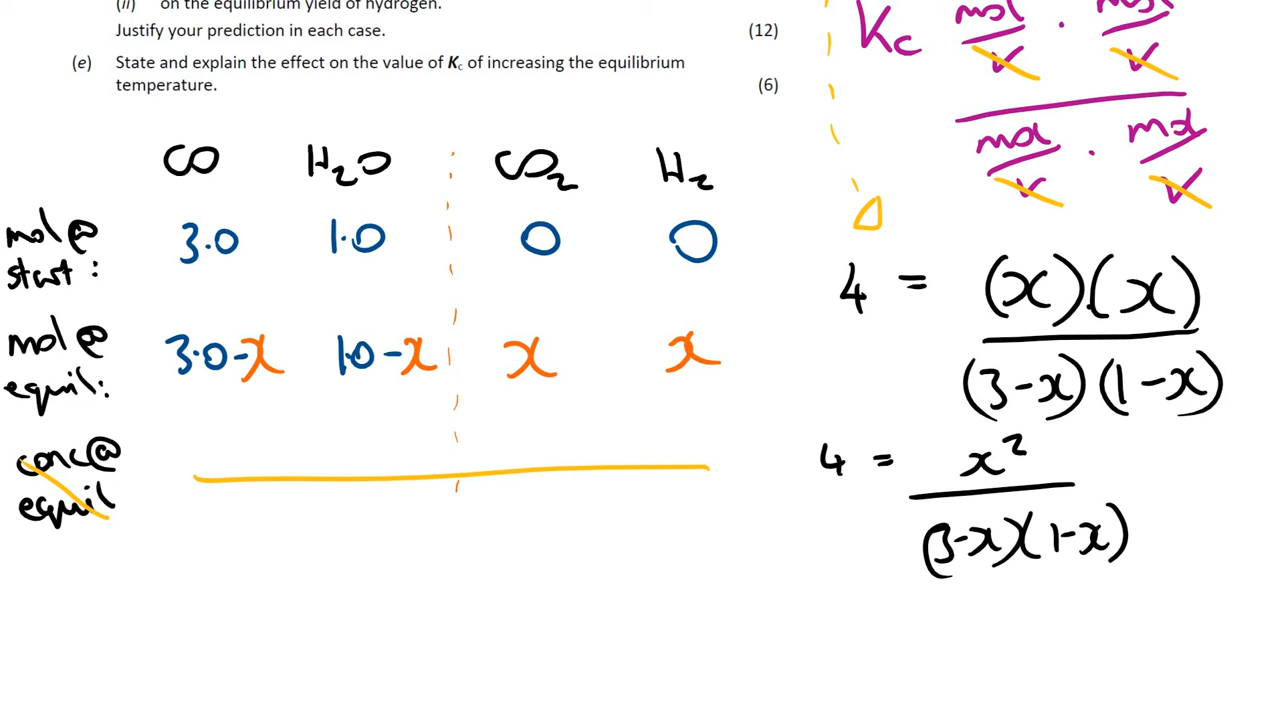 (ii) on the equilibrium yield of hydrogen.
Justify your prediction in each case. (12)
(e) State and explain the effect on the value of Kc of increasing the equilibrium
temperature. (6)
CO H₂O CO₂ H₂
mol @ start: 3.0 1.0 0 0
mol @ equil: 3.0-x 1.0-x x x
conc @ equil
Kc mol/v . mol/v
mol/v . mol/v
4 = (x).(x)
(3-x)(1-x)
4 = x²
(3-x)(1-x)